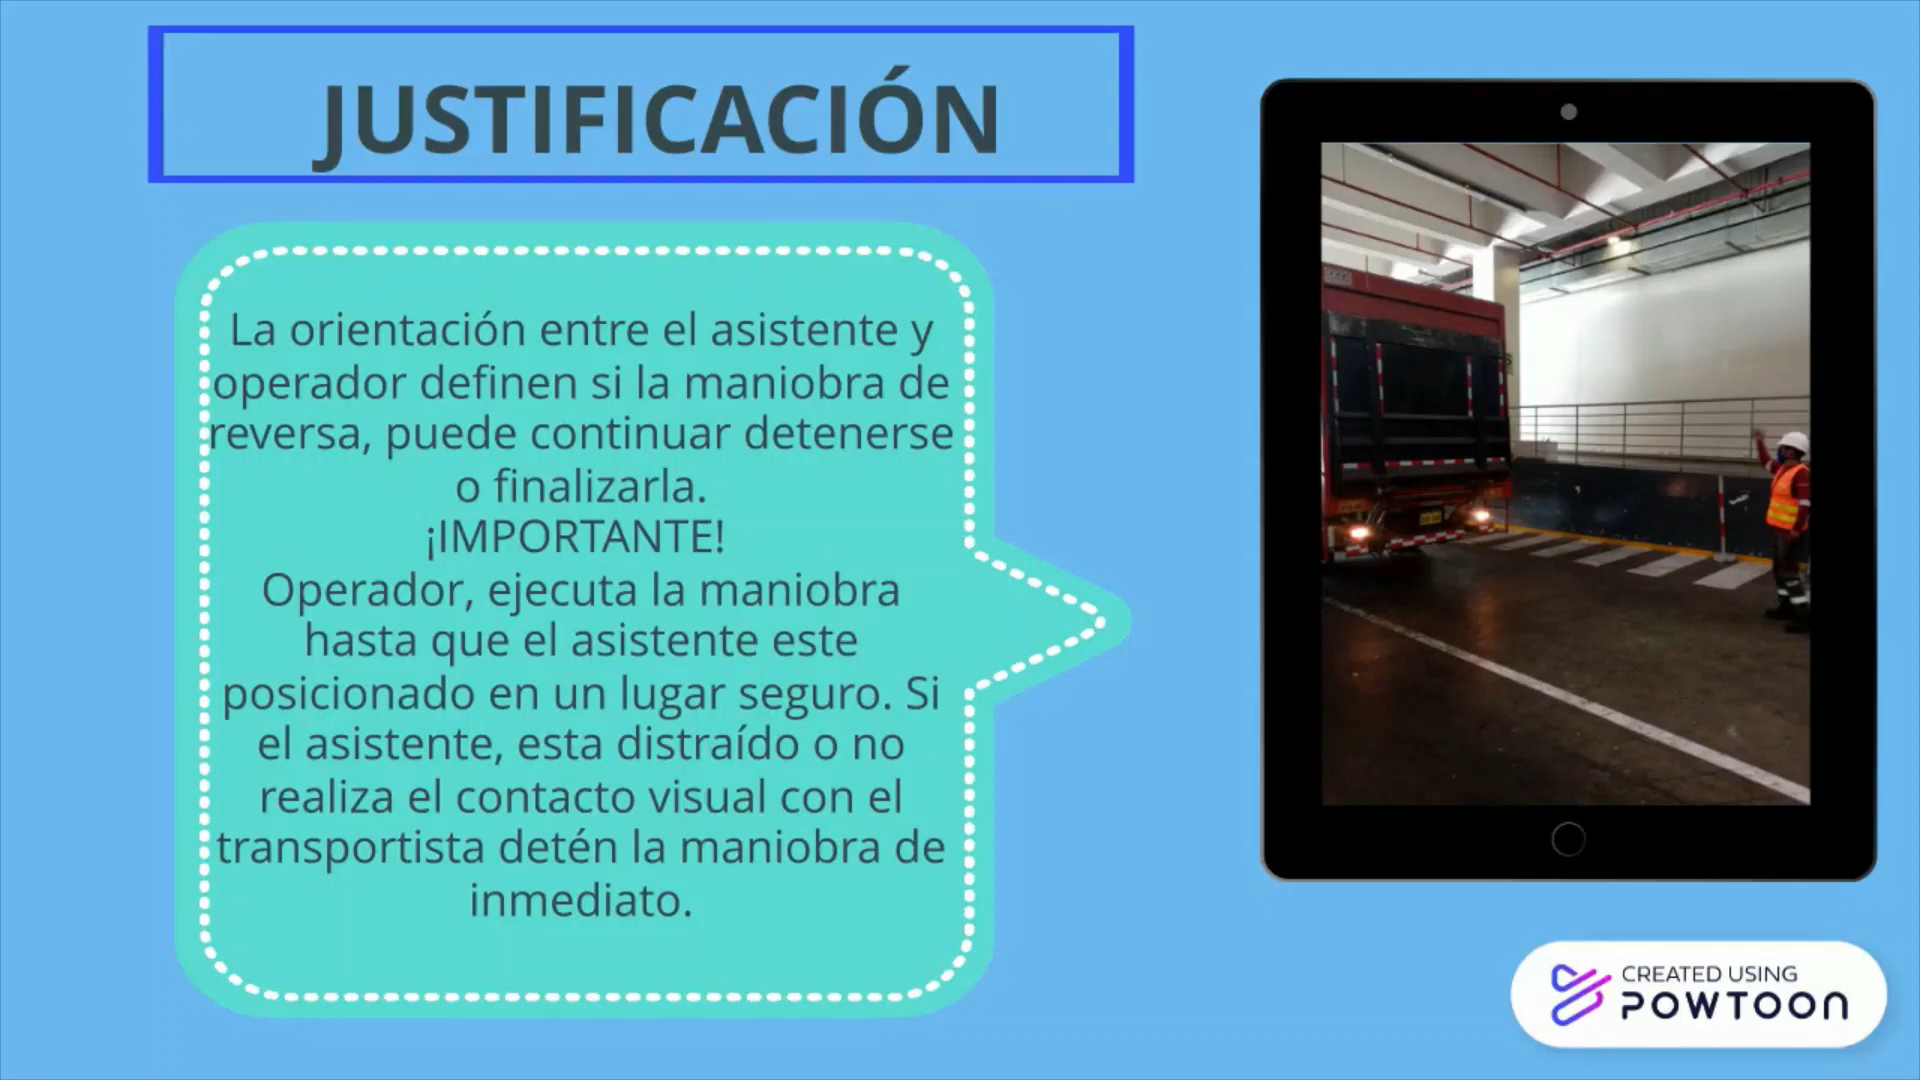 JUSTIFICACIÓN
La orientación entre el asistente y
operador definen si la maniobra de
reversa, puede continuar detenerse
o finalizarla.
¡IMPORTANTE!
Operador, ejecuta la maniobra
hasta que el asistente este
posicionado en un lugar seguro. Si
el asistente, esta distraído o no
realiza el contacto visual con el
transportista detén la maniobra de
inmediato.
CREATED USING
POWTOON